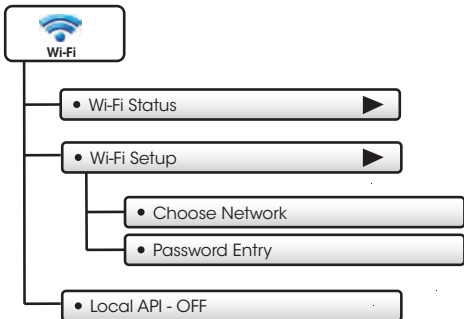 Wi-Fi
• Wi-Fi Status
• Wi-Fi Setup
• Choose Network
• Password Entry
• Local API - OFF